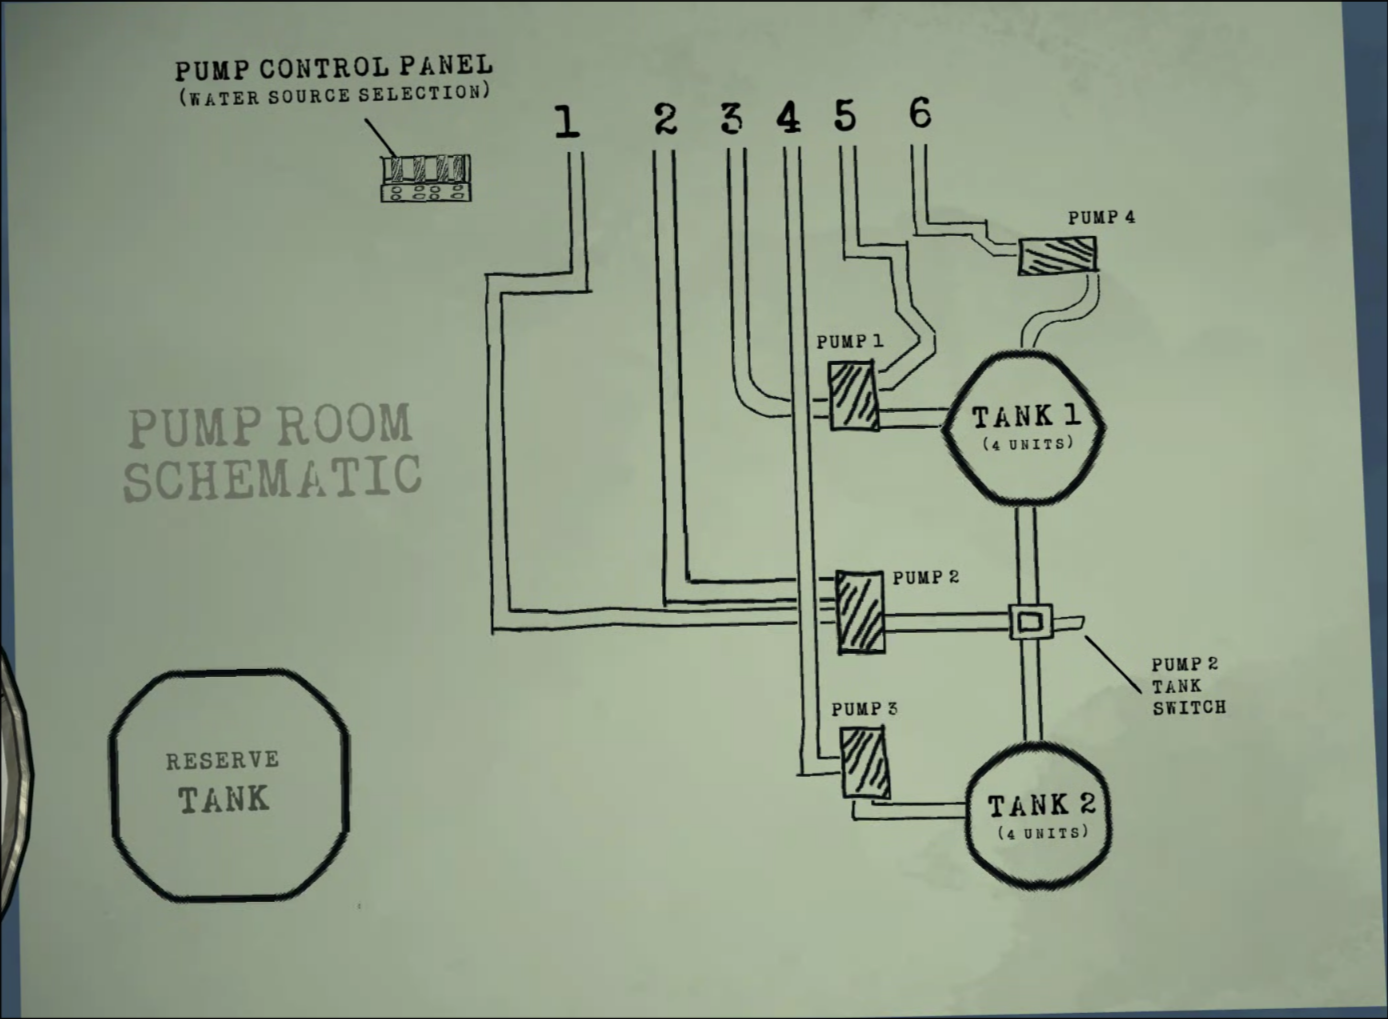 PUMP CONTROL PANEL
(WATER SOURCE SELECTION)
1 2 3 4 5 6
PUMP 4
PUMP 1
TANK 1
(4 UNITS)
PUMP ROOM
SCHEMATIC
PUMP 2
PUMP 2
TANK
SWITCH
PUMP 3
RESERVE
TANK
TANK 2
(4 UNITS)